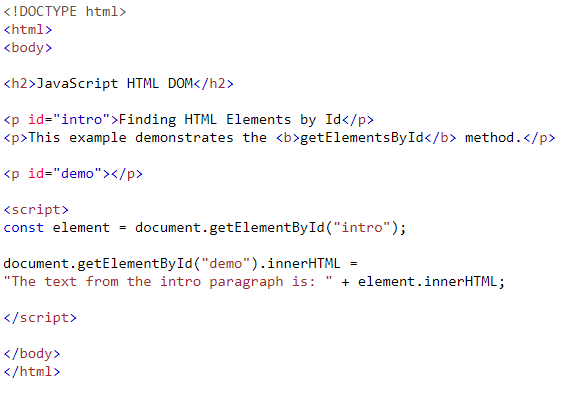 <!DOCTYPE html>
<html>
<body>
<h2>JavaScript HTML DOM</h2>
<p id="intro">Finding HTML Elements by Id</p>
<p>This example demonstrates the <b>getElementsById</b> method.</p>
<p id="demo"></p>
<script>
const element = document.getElementById("intro");
document.getElementById("demo").innerHTML =
"The text from the intro paragraph is: " + element.innerHTML;
</script>
</body>
</html>